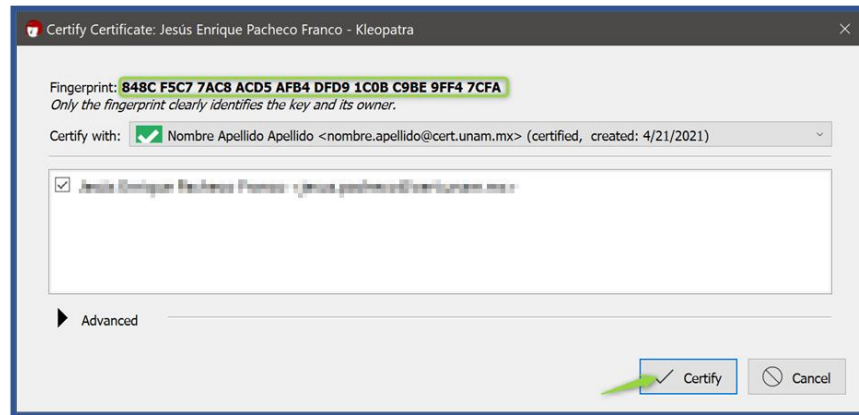 Certify Certificate: Jesús Enrique Pacheco Franco - Kleopatra
Fingerprint: 848C F5C7 7AC8 ACD5 AFB4 DFD9 1C0B C9BE 9FF4 7CFA
Only the fingerprint clearly identifies the key and its owner.
Certify with: Nombre Apellido Apellido <nombre.apellido@cert.unam.mx> (certified, created: 4/21/2021)
Advanced
Certify Cancel